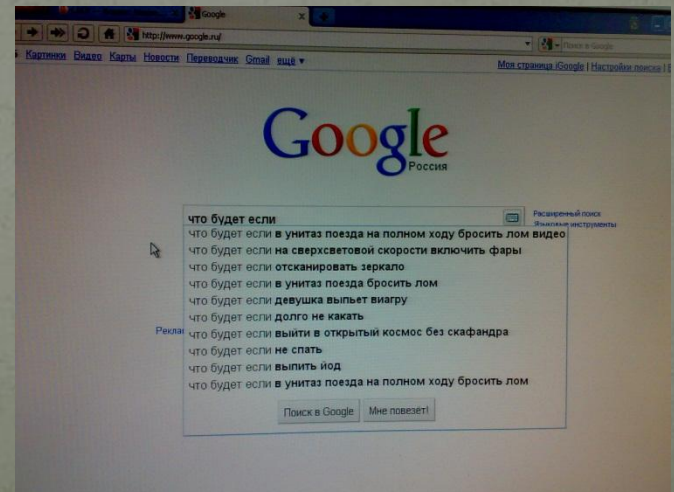 Google
http://www.google.ru/
Поиск в Google
Картинки Видео Карты Новости Переводчик Gmail ещё ▼
Моя страница iGoogle | Настройки поиска |
Google
Россия
что будет если
Расширенный поиск
Языковые инструменты
что будет если в унитаз поезда на полном ходу бросить лом видео
что будет если на сверхсветовой скорости включить фары
что будет если отсканировать зеркало
что будет если в унитаз поезда бросить лом
что будет если девушка выпьет виагру
что будет если долго не какать
Рекла
что будет если выйти в открытый космос без скафандра
что будет если не спать
что будет если выпить йод
что будет если в унитаз поезда на полном ходу бросить лом
Поиск в Google Мне повезёт!